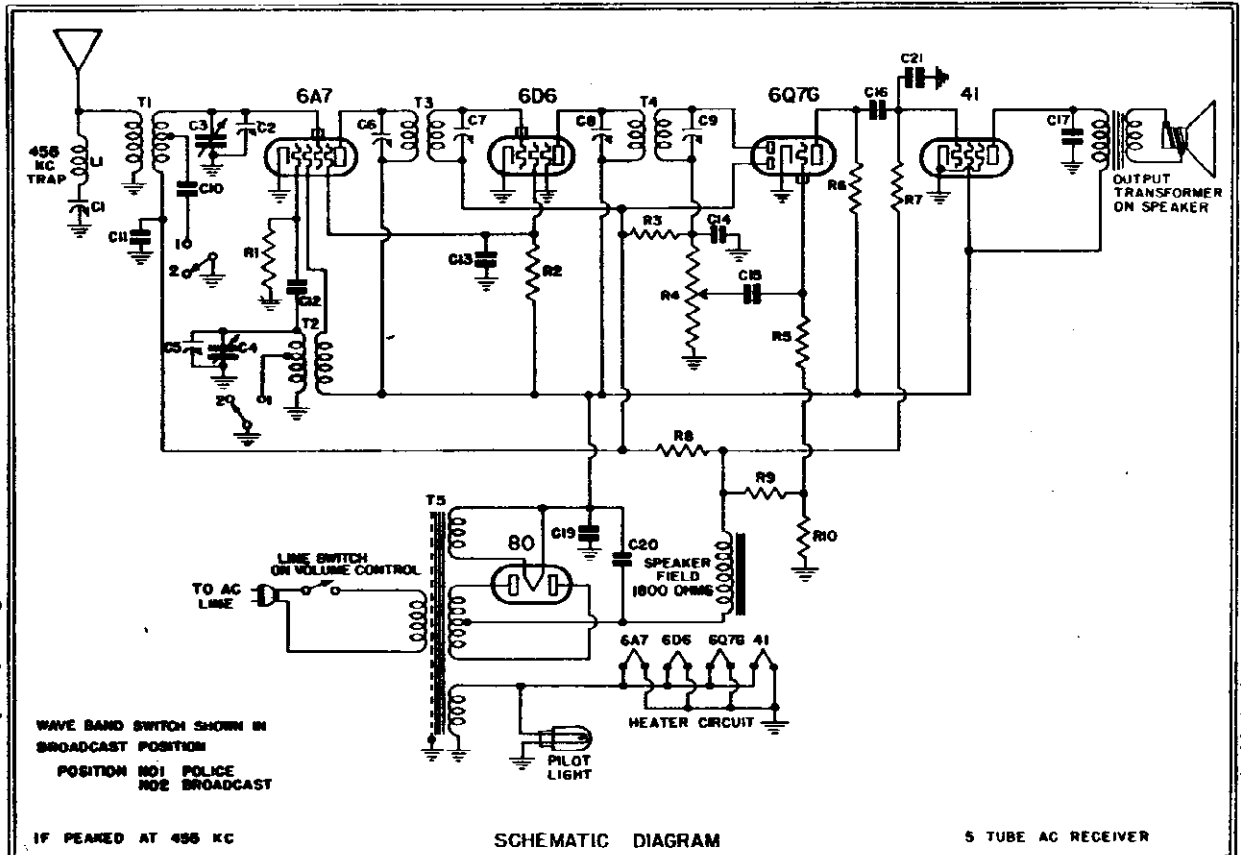 C21
6A7
6D6
6Q7G
41
T1
C3
C2
C6
T3
C7
C8
T4
C9
C16
C17
456
KC
TRAP
L1
C1
C10
C11
1
2
R1
C12
C13
R2
R3
C14
R4
C15
R5
R6
R7
OUTPUT
TRANSFORMER
ON SPEAKER
C5
C4
T2
2
1
R8
R9
R10
T5
80
C19
C20
LINE SWITCH
ON VOLUME CONTROL
TO AC
LINE
SPEAKER
FIELD
1800 OHMS
6A7 6D6 6Q7G 41
HEATER CIRCUIT
PILOT
LIGHT
WAVE BAND SWITCH SHOWN IN
BROADCAST POSITION
POSITION NO1 POLICE
NO2 BROADCAST
IF PEAKED AT 456 KC
SCHEMATIC DIAGRAM
5 TUBE AC RECEIVER